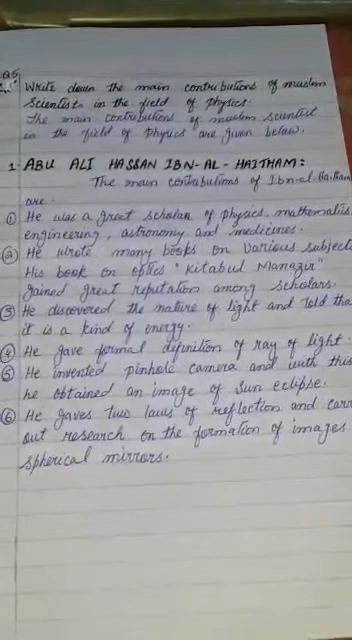 Q5
Write down the main contributions of muslim
Scientists in the field of physics.
The main contributions of muslim scientist
in the field of Physics are given below.
1. ABU ALI HASSAN IBN-AL-HAITHAM:
The main contributions of Ibn-al-Haitham
are.
① He was a great scholar of physics, mathematics
engineering, astronomy and medicines.
② He wrote many books on various subjects
His book on optics "Kitabul Manazir"
gained great reputation among scholars.
③ He discovered the nature of light and told tha
it is a kind of energy.
④ He gave formal definition of ray of light.
⑤ He invented pinhole camera and with this
he obtained an image of Sun eclipse.
⑥ He gaves two laws of reflection and carr
out research on the formation of images
spherical mirrors.